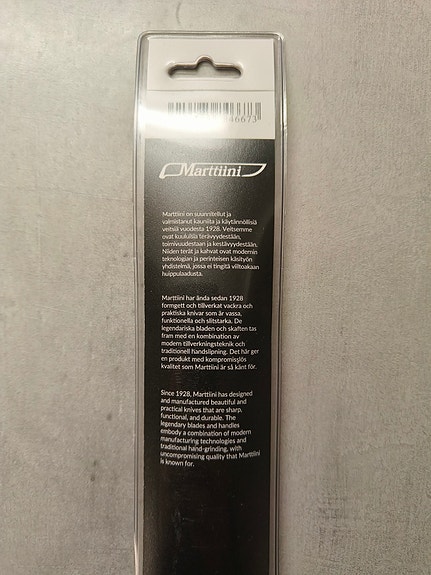 46673
Marttiini
Marttiini on suunnitellut ja
valmistanut kauniita ja käytännöllisiä
veitsiä vuodesta 1928. Veitsemme
ovat kuuluisia terävyydestään,
toimivuudestaan ja kestävyydestään.
Niiden terät ja kahvat ovat modernin
teknologian ja perinteisen käsityön
yhdistelmä, jossa ei tingitä viiltoakaan
huippulaadusta.
Marttiini har ända sedan 1928
formgett och tillverkat vackra och
praktiska knivar som är vassa,
funktionella och slitstarka. De
legendariska bladen och skaften tas
fram med en kombination av
modern tillverkningsteknik och
traditionell handslipning. Det här ger
en produkt med kompromisslös
kvalitet som Marttiini är så känt för.
Since 1928, Marttiini has designed
and manufactured beautiful and
practical knives that are sharp,
functional, and durable. The
legendary blades and handles
embody a combination of modern
manufacturing technologies and
traditional hand-grinding, with
uncompromising quality that Marttiini
is known for.